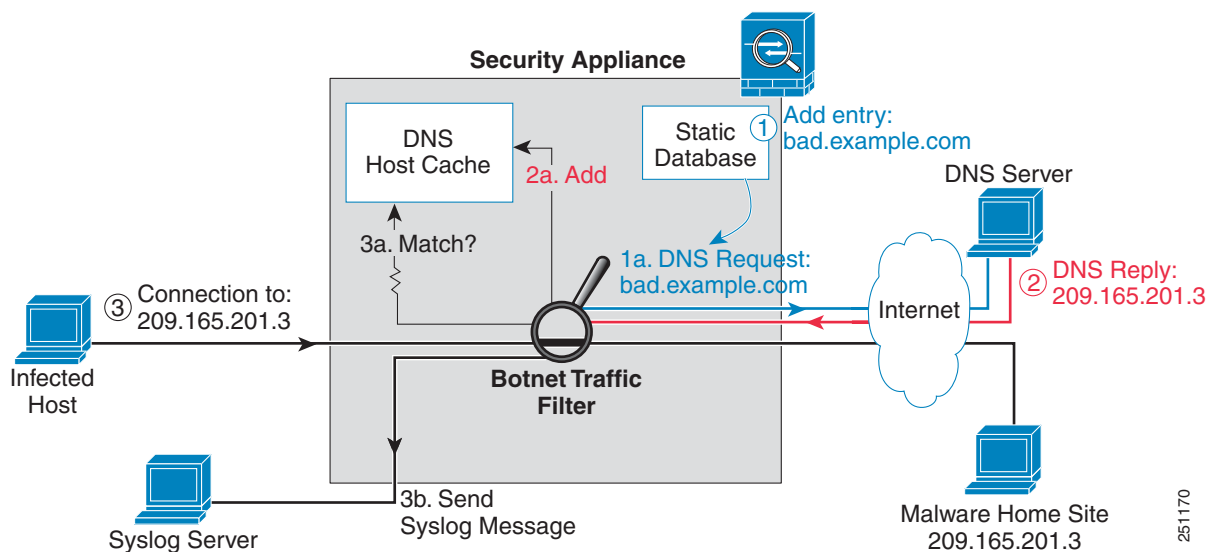 Security Appliance
DNS
Host Cache
Static
Database
1 Add entry:
bad.example.com
2a. Add
DNS Server
3a. Match?
1a. DNS Request:
bad.example.com
2 DNS Reply:
209.165.201.3
3 Connection to:
209.165.201.3
Internet
Infected
Host
Botnet Traffic
Filter
3b. Send
Syslog Message
Syslog Server
Malware Home Site
209.165.201.3
251170